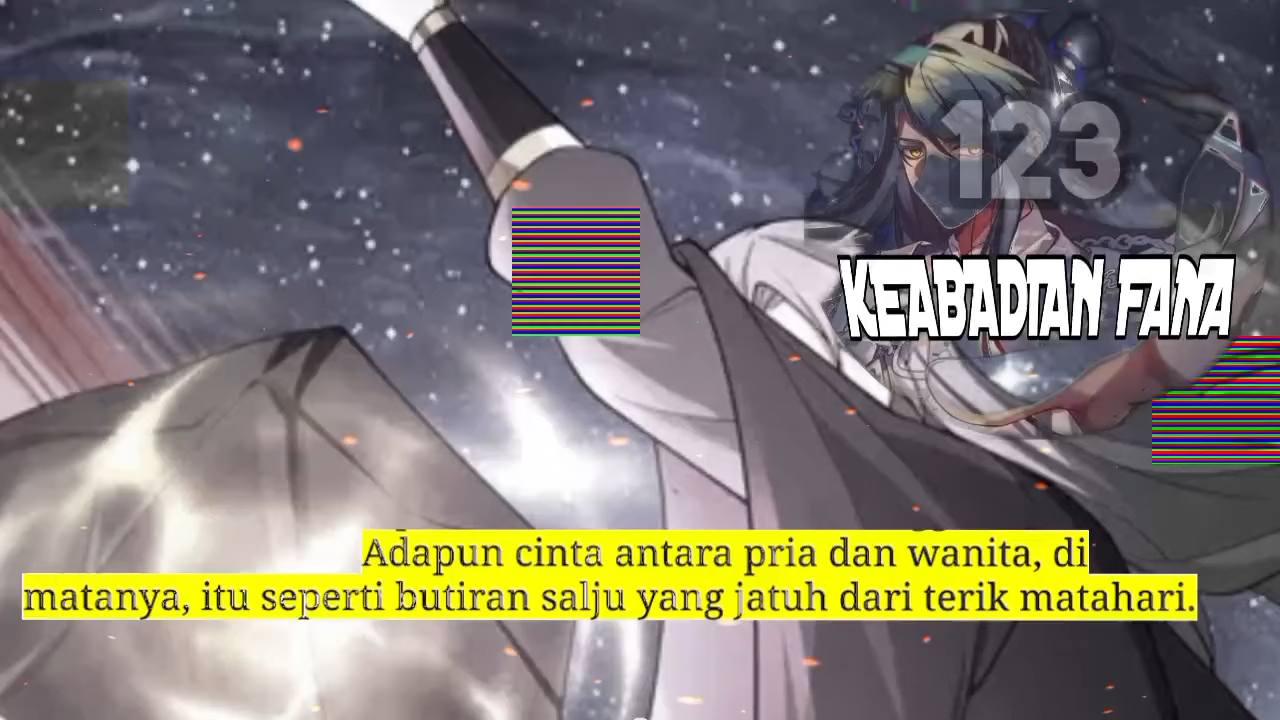 123
KEABADIAN FANA
Adapun cinta antara pria dan wanita, di
matanya, itu seperti butiran salju yang jatuh dari terik matahari.